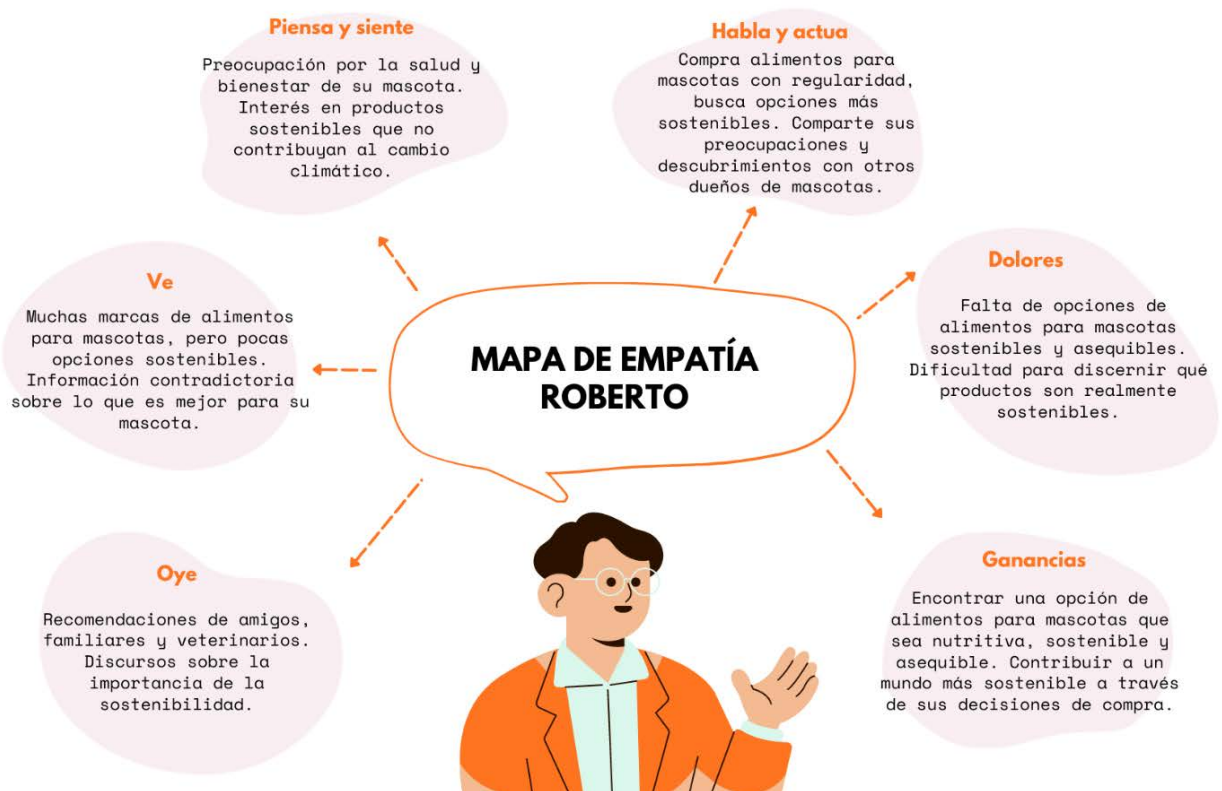 Piensa y siente
Preocupación por la salud y
bienestar de su mascota.
Interés en productos
sostenibles que no
contribuyan al cambio
climático.
Habla y actua
Compra alimentos para
mascotas con regularidad,
busca opciones más
sostenibles. Comparte sus
preocupaciones y
descubrimientos con otros
dueños de mascotas.
Ve
Muchas marcas de alimentos
para mascotas, pero pocas
opciones sostenibles.
Información contradictoria
sobre lo que es mejor para su
mascota.
MAPA DE EMPATÍA
ROBERTO
Dolores
Falta de opciones de
alimentos para mascotas
sostenibles y asequibles.
Dificultad para discernir qué
productos son realmente
sostenibles.
Oye
Recomendaciones de amigos,
familiares y veterinarios.
Discursos sobre la
importancia de la
sostenibilidad.
Ganancias
Encontrar una opción de
alimentos para mascotas que
sea nutritiva, sostenible y
asequible. Contribuir a un
mundo más sostenible a través
de sus decisiones de compra.